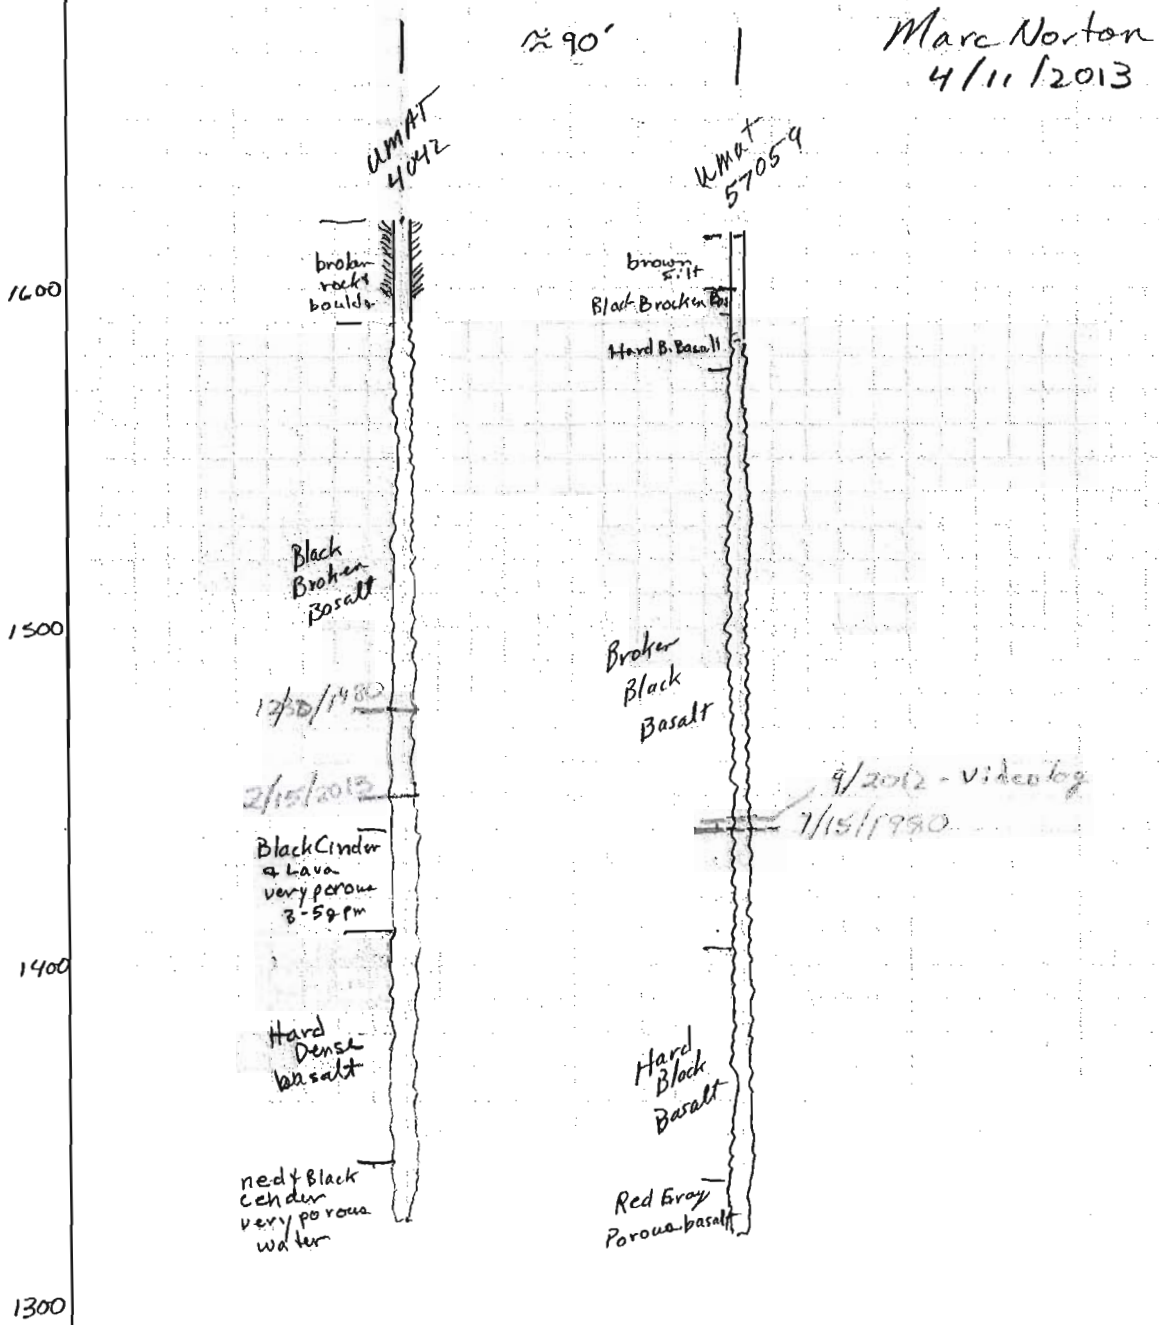 ≈ 90'
Marc Norton
4/11/2013
UMAT
4042
Umat
57059
1600
1500
1400
1300
broken
rocks
boulds
Black
Broken
Basalt
12/30/1980
2/15/2013
Black Cinder
& Lava
very porous
3-5 gpm
Hard
Dense
basalt
red & Black
cender
very porous
water
brown
silt
Black Brocken Bas
Hard B. Basalt
Broken
Black
Basalt
9/2012 - Video log
7/15/1980
Hard
Black
Basalt
Red Gray
Porous basalt